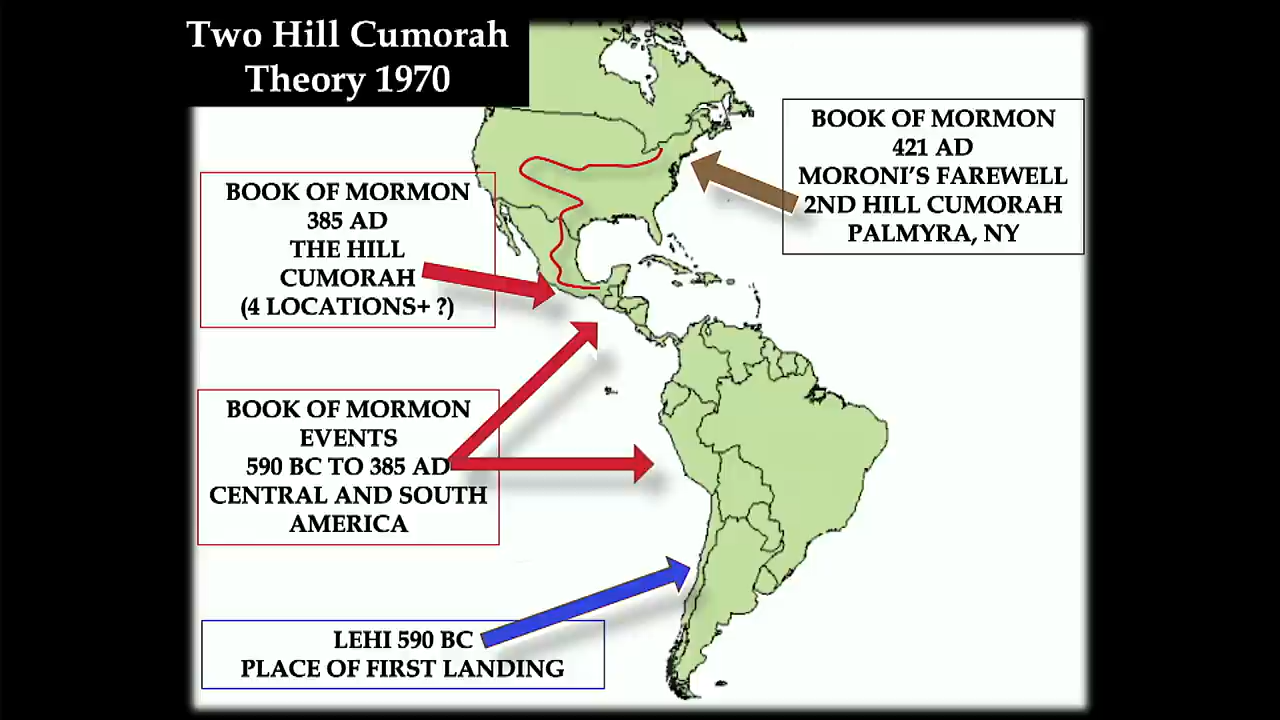 Two Hill Cumorah
Theory 1970
BOOK OF MORMON
421 AD
MORONI'S FAREWELL
2ND HILL CUMORAH
PALMYRA, NY
BOOK OF MORMON
385 AD
THE HILL
CUMORAH
(4 LOCATIONS+ ?)
BOOK OF MORMON
EVENTS
590 BC TO 385 AD
CENTRAL AND SOUTH
AMERICA
LEHI 590 BC
PLACE OF FIRST LANDING